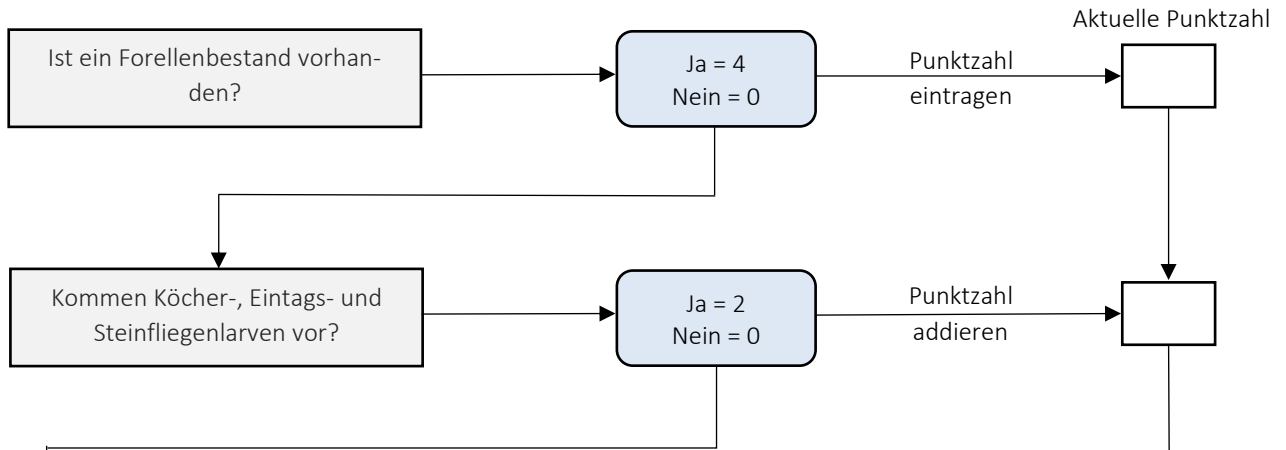 Aktuelle Punktzahl
Ist ein Forellenbestand vorhan-
den?
Ja = 4
Nein = 0
Punktzahl
eintragen
Kommen Köcher-, Eintags- und
Steinfliegenlarven vor?
Ja = 2
Nein = 0
Punktzahl
addieren